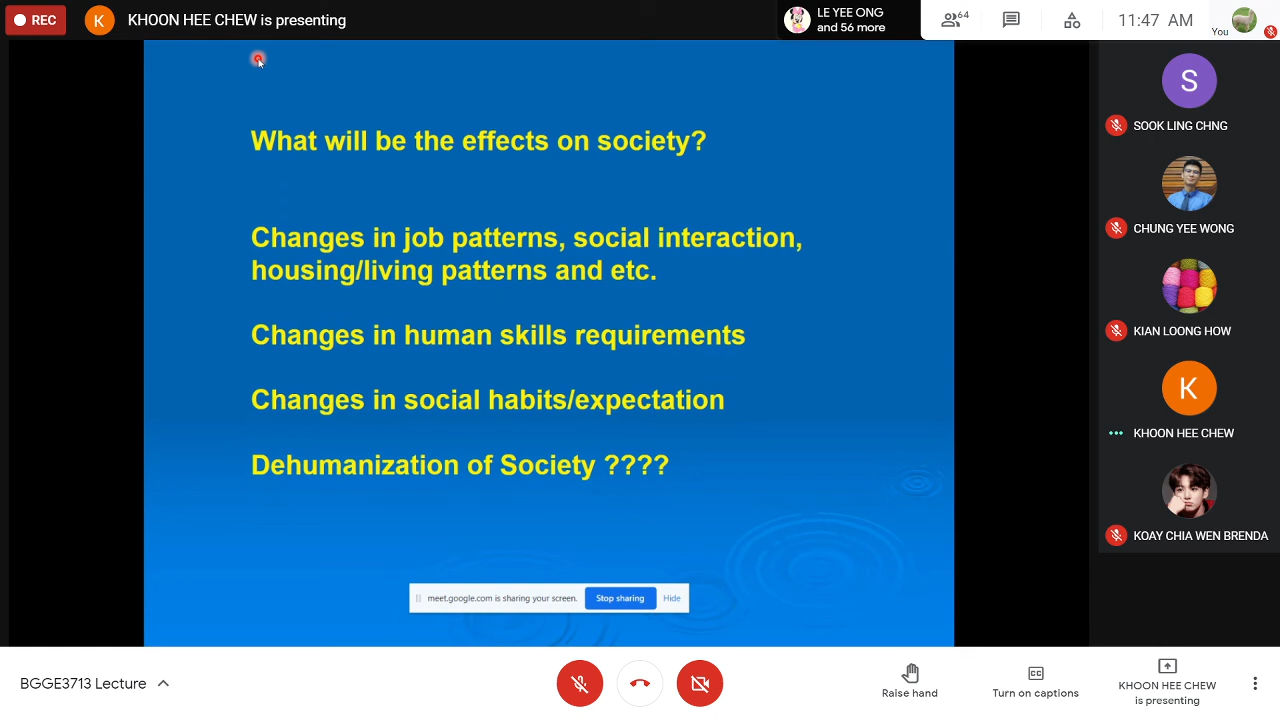 REC
K
KHOON HEE CHEW is presenting
LE YEE ONG
and 56 more
64
11:47 AM
You
What will be the effects on society?
Changes in job patterns, social interaction,
housing/living patterns and etc.
Changes in human skills requirements
Changes in social habits/expectation
Dehumanization of Society ????
meet.google.com is sharing your screen.
Stop sharing
Hide
S
SOOK LING CHNG
CHUNG YEE WONG
KIAN LOONG HOW
K
KHOON HEE CHEW
KOAY CHIA WEN BRENDA
BGGE3713 Lecture
Raise hand
CC
Turn on captions
KHOON HEE CHEW
is presenting